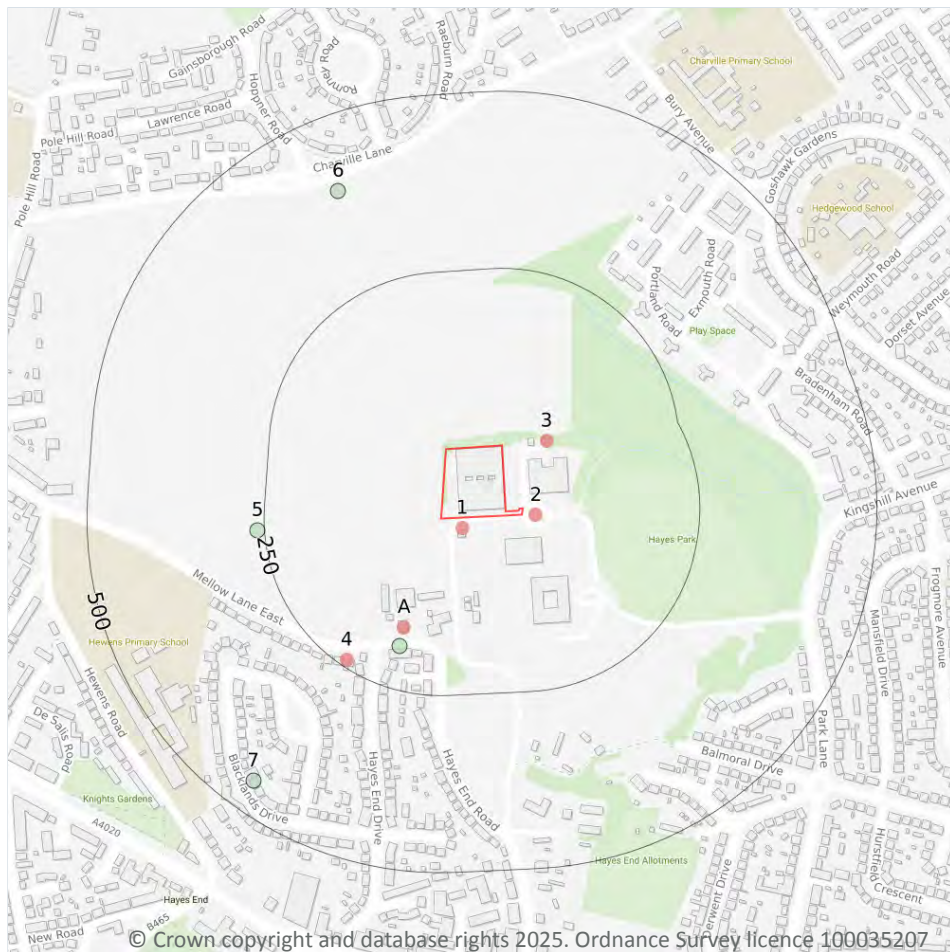 Gainsborough Road
Raeburn Road
Romney Road
Hoppner Road
Charville Primary School
Lawrence Road
Pole Hill Road
Bury Avenue
Charville Lane
Goshawk Gardens
Pole Hill Road
6
Hedgewood School
Weymouth Road
Dorset Avenue
Portland Road
Exmouth Road
Play Space
Bradenham Road
3
Kingshill Avenue
5
1
2
250
Hayes Park
500
Mellow Lane East
A
4
Frogmore Avenue
Mansfield Drive
Hewens Primary School
Hewens Road
De Salis Road
7
Blacklands Drive
Hayes End Drive
Hayes End Road
Park Lane
Balmoral Drive
Knights Gardens
A4020
Hayes End Allotments
Hurstfield Crescent
Derwent Drive
Hayes End
B465
New Road
© Crown copyright and database rights 2025. Ordnance Survey licence 100035207